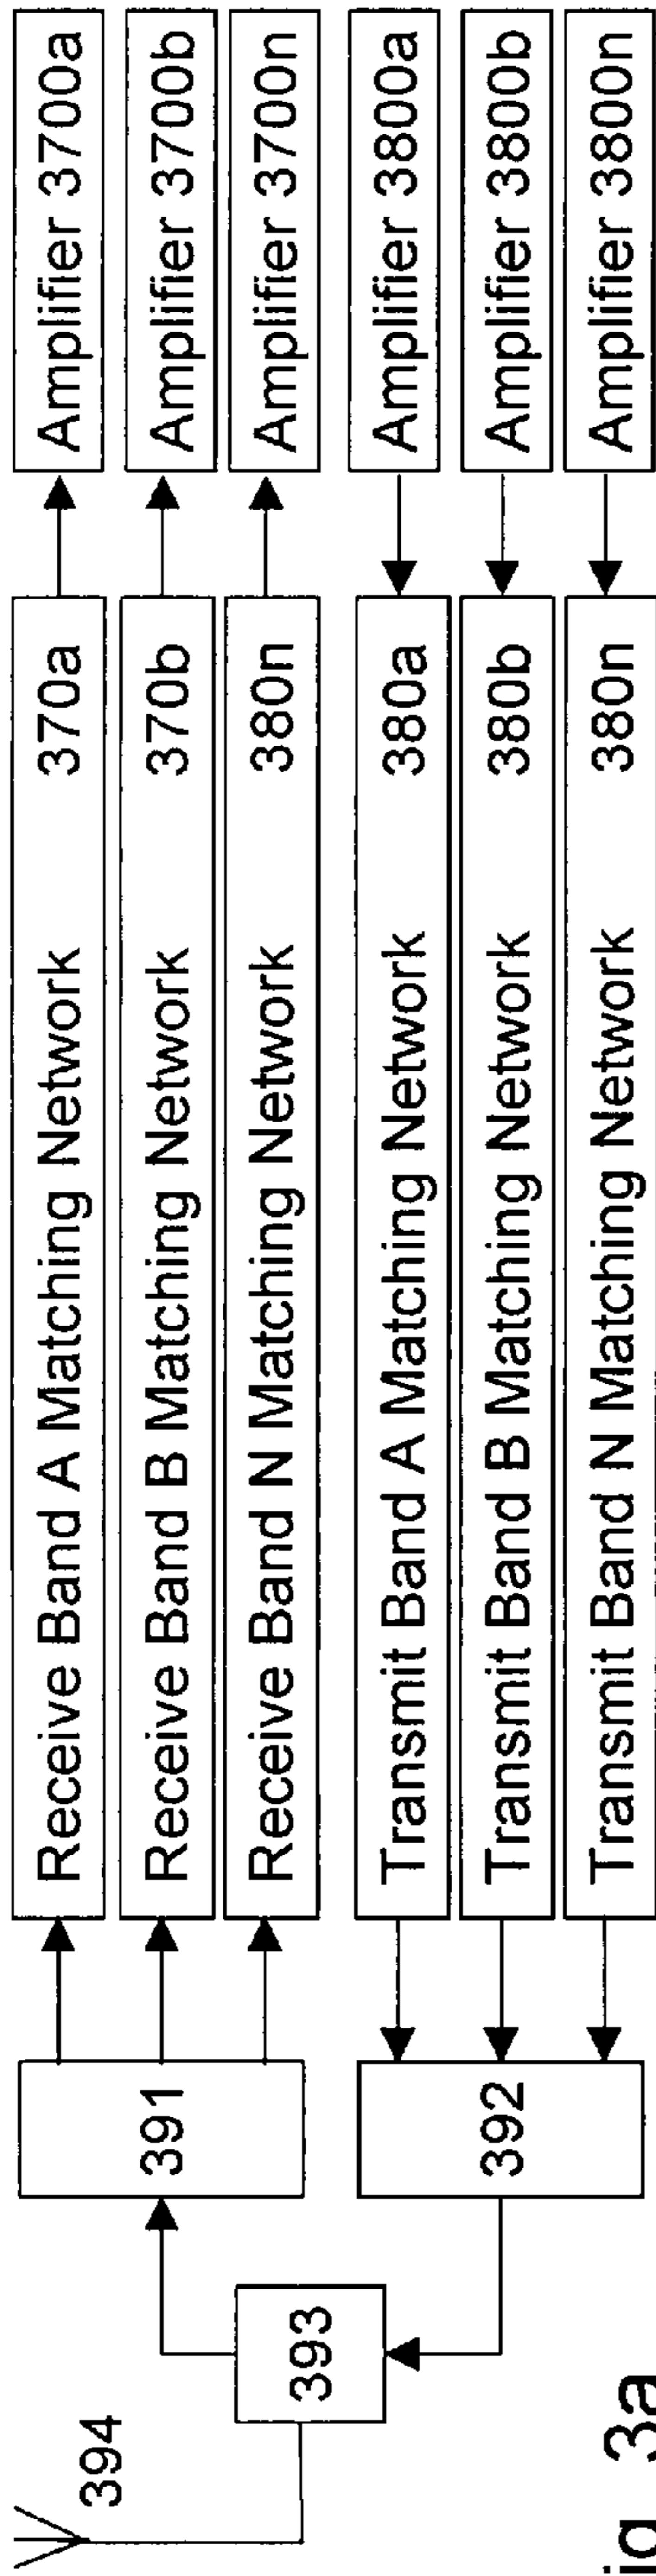 Receive Band A Matching Network 370a
Amplifier 3700a
Receive Band B Matching Network 370b
Amplifier 3700b
Receive Band N Matching Network 380n
Amplifier 3700n
Transmit Band A Matching Network 380a
Amplifier 3800a
Transmit Band B Matching Network 380b
Amplifier 3800b
Transmit Band N Matching Network 380n
Amplifier 3800n
391
392
393
394
3a